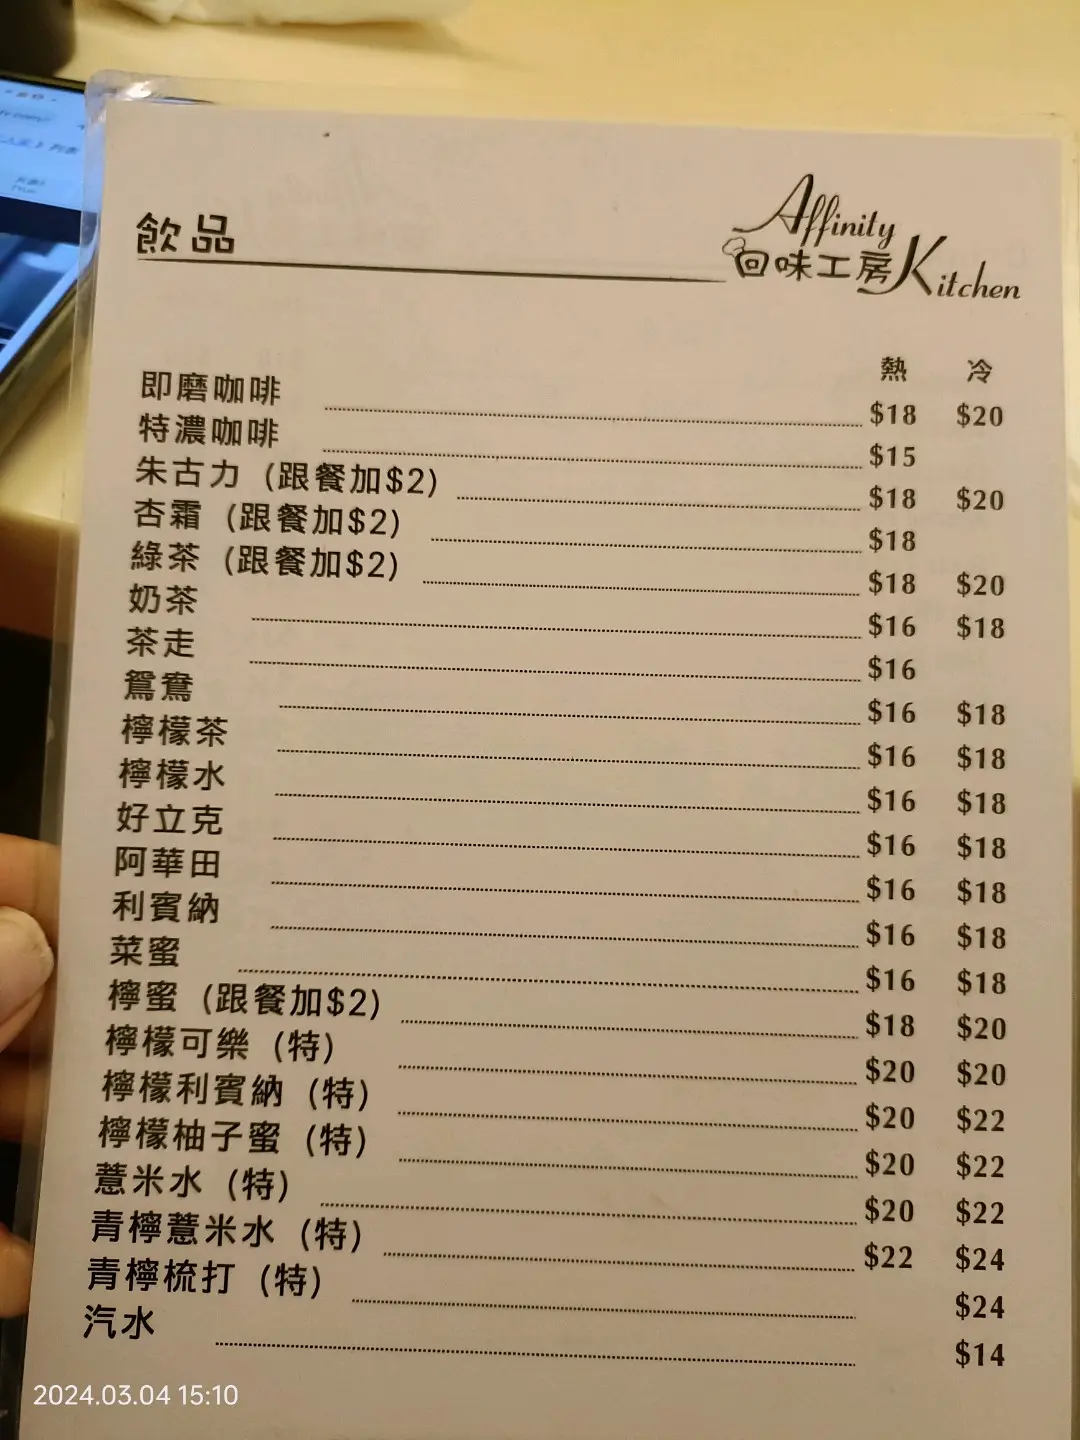 飲品
Affinity
回味工房 Kitchen
熱 冷
即磨咖啡 $18 $20
特濃咖啡 $15
朱古力 (跟餐加$2) $18 $20
杏霜 (跟餐加$2) $18
綠茶 (跟餐加$2) $18 $20
奶茶 $16 $18
茶走 $16
鴛鴦 $16 $18
檸檬茶 $16 $18
檸檬水 $16 $18
好立克 $16 $18
阿華田 $16 $18
利賓納 $16 $18
菜蜜 $16 $18
檸蜜 (跟餐加$2) $18 $20
檸檬可樂 (特) $20 $20
檸檬利賓納 (特) $20 $22
檸檬柚子蜜 (特) $20 $22
薏米水 (特) $20 $22
青檸薏米水 (特) $22 $24
青檸梳打 (特) $24
汽水 $14
2024.03.04 15:10